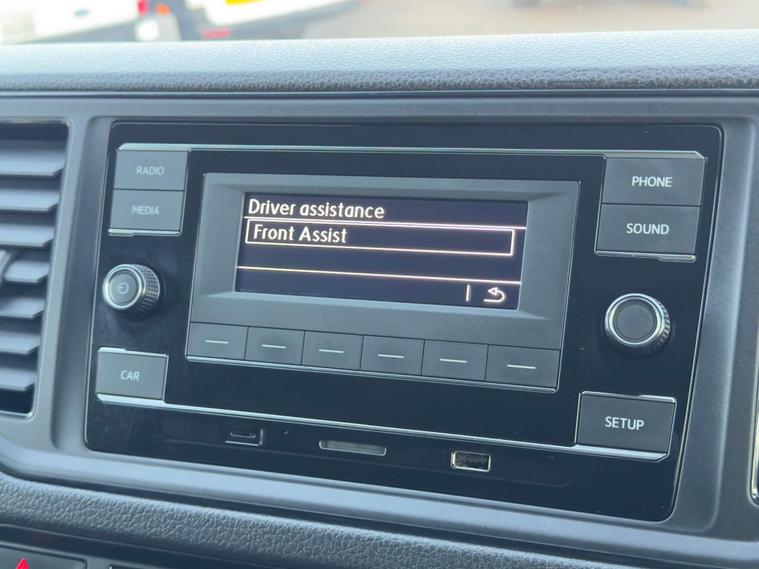 RADIO
MEDIA
Driver assistance
Front Assist
PHONE
SOUND
CAR
SETUP